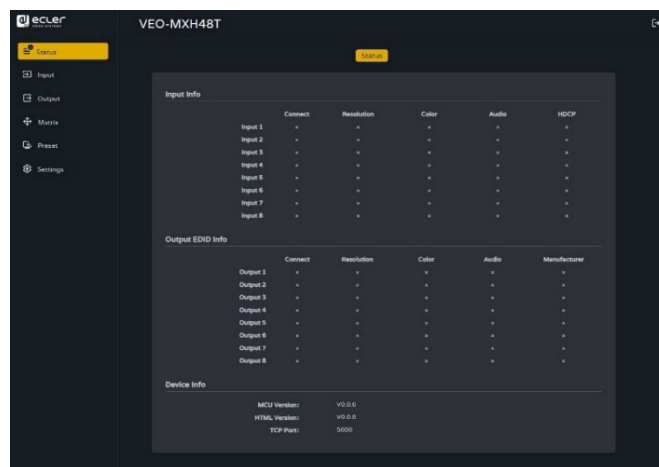 ecler
VEO-MXH48T
Status
Status
Input
Output
Matrix
Preset
Settings
Input Info
Connect Resolution Color Audio HDCP
Input 1 × × × × ×
Input 2 × × × × ×
Input 3 × × × × ×
Input 4 × × × × ×
Input 5 × × × × ×
Input 6 × × × × ×
Input 7 × × × × ×
Input 8 × × × × ×
Output EDID Info
Connect Resolution Color Audio Manufacturer
Output 1 × × × × ×
Output 2 × × × × ×
Output 3 × × × × ×
Output 4 × × × × ×
Output 5 × × × × ×
Output 6 × × × × ×
Output 7 × × × × ×
Output 8 × × × × ×
Device Info
MCU Version: V0.0.6
HTML Version: V0.0.8
TCP Port: 5000